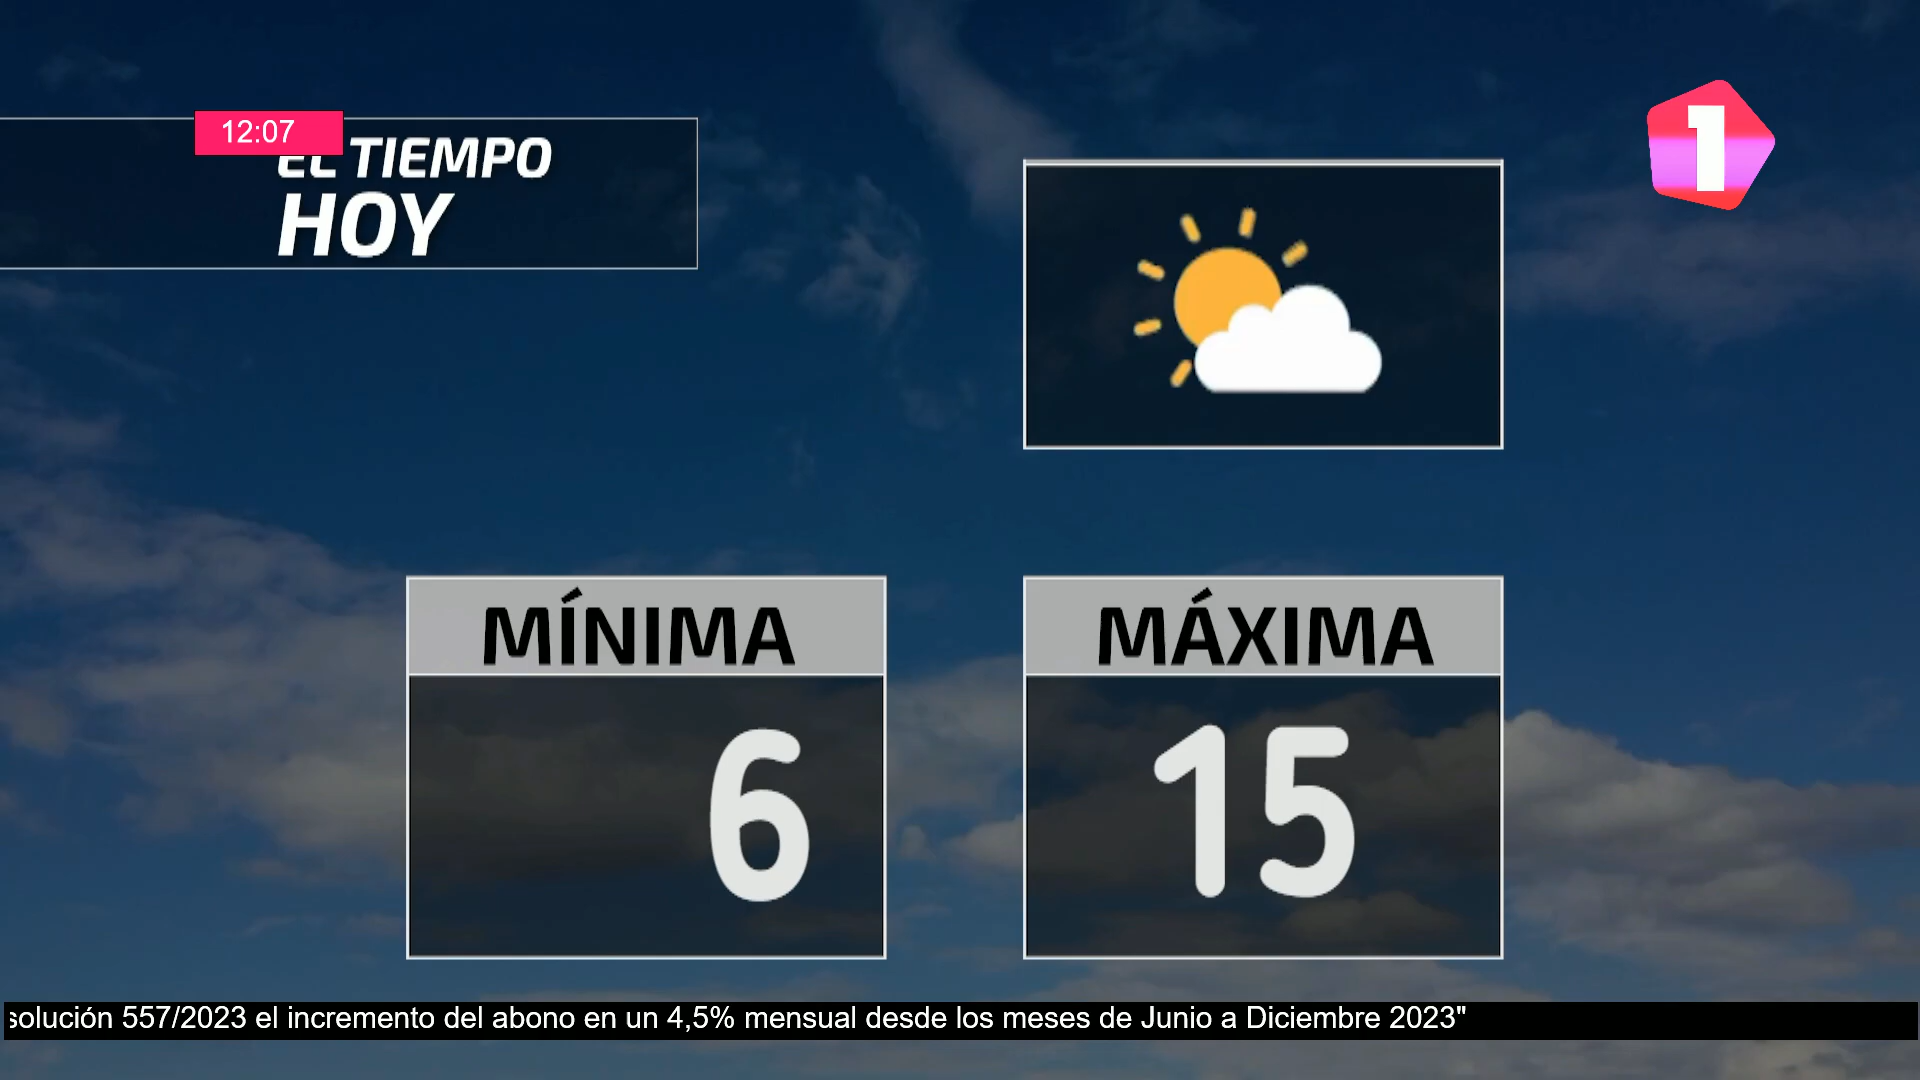 12:07
EL TIEMPO
HOY
1
MÍNIMA
6
MÁXIMA
15
solución 557/2023 el incremento del abono en un 4,5% mensual desde los meses de Junio a Diciembre 2023"